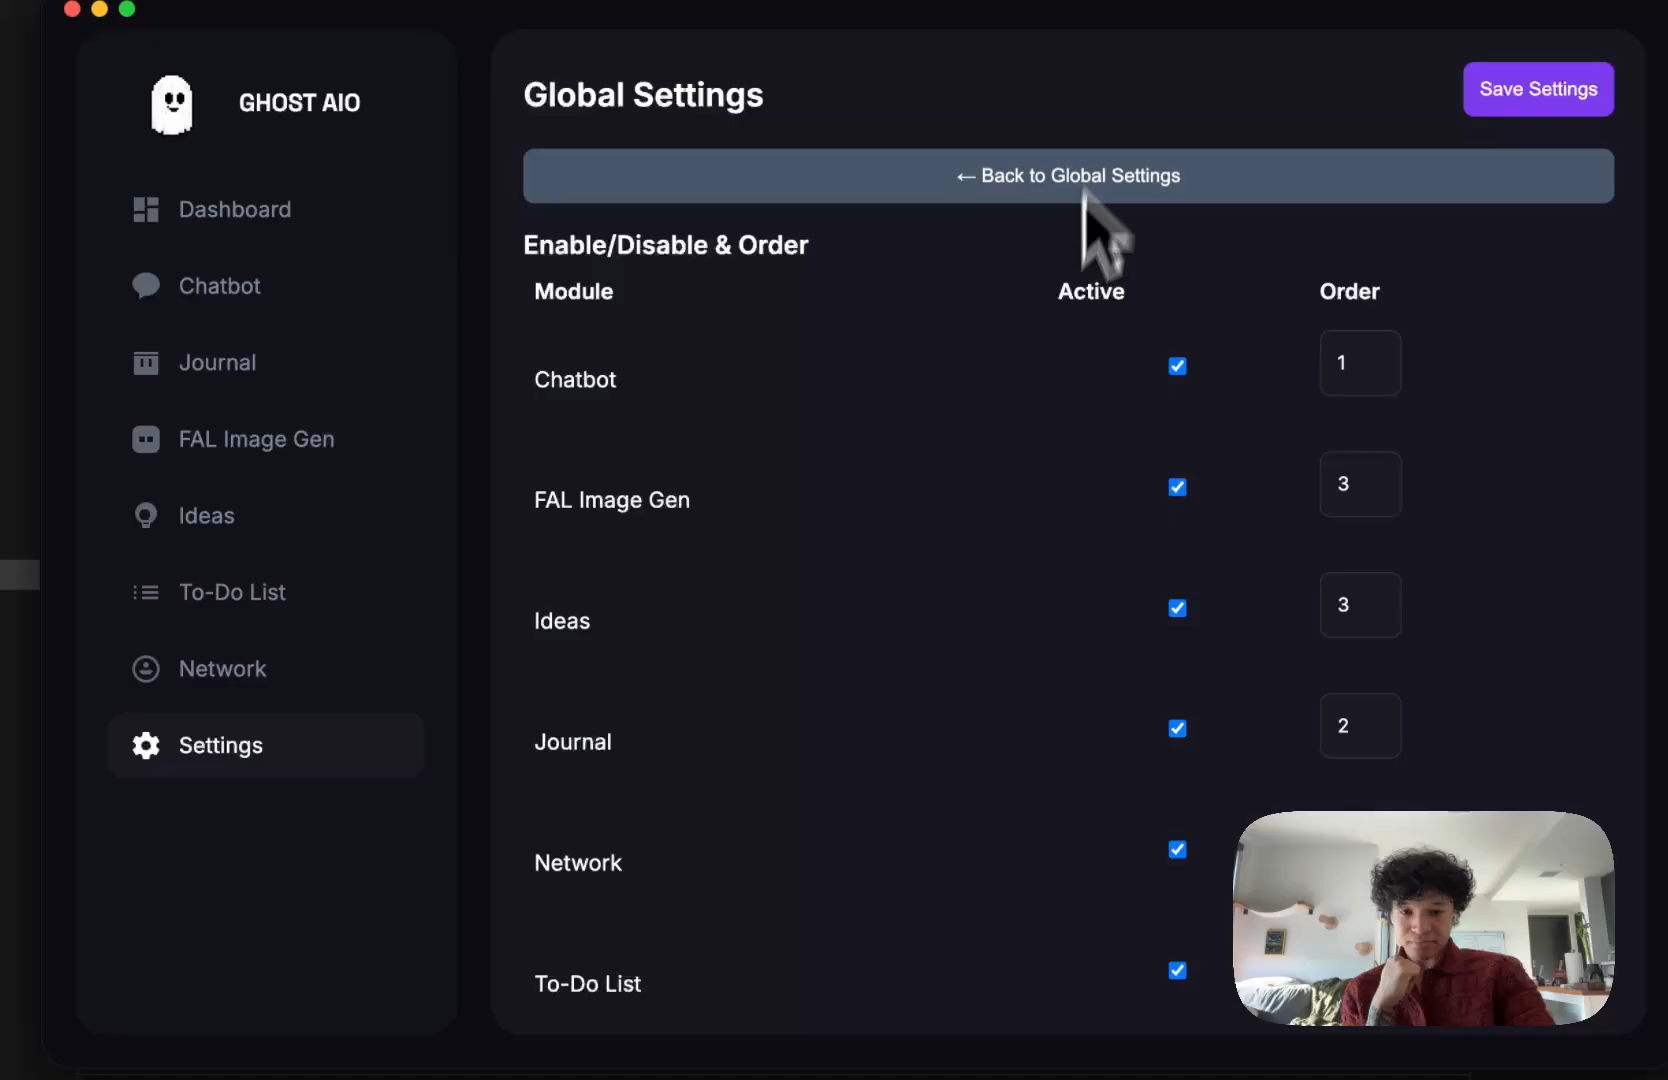 GHOST AIO
Dashboard
Chatbot
Journal
FAL Image Gen
Ideas
To-Do List
Network
Settings
Global Settings
Save Settings
← Back to Global Settings
Enable/Disable & Order
Module Active Order
Chatbot 1
FAL Image Gen 3
Ideas 3
Journal 2
Network
To-Do List